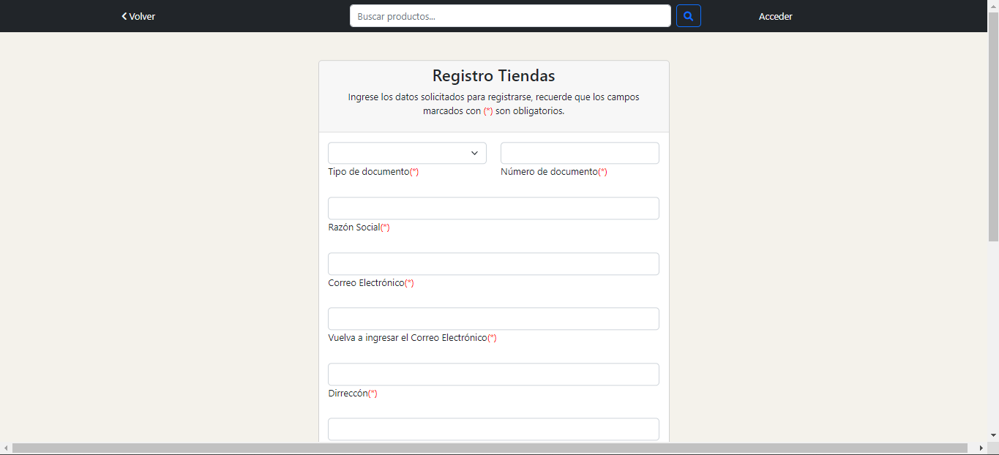 Volver
Buscar productos...
Acceder
Registro Tiendas
Ingrese los datos solicitados para registrarse, recuerde que los campos
marcados con (*) son obligatorios.
Tipo de documento(*)
Número de documento(*)
Razón Social(*)
Correo Electrónico(*)
Vuelva a ingresar el Correo Electrónico(*)
Dirreccón(*)